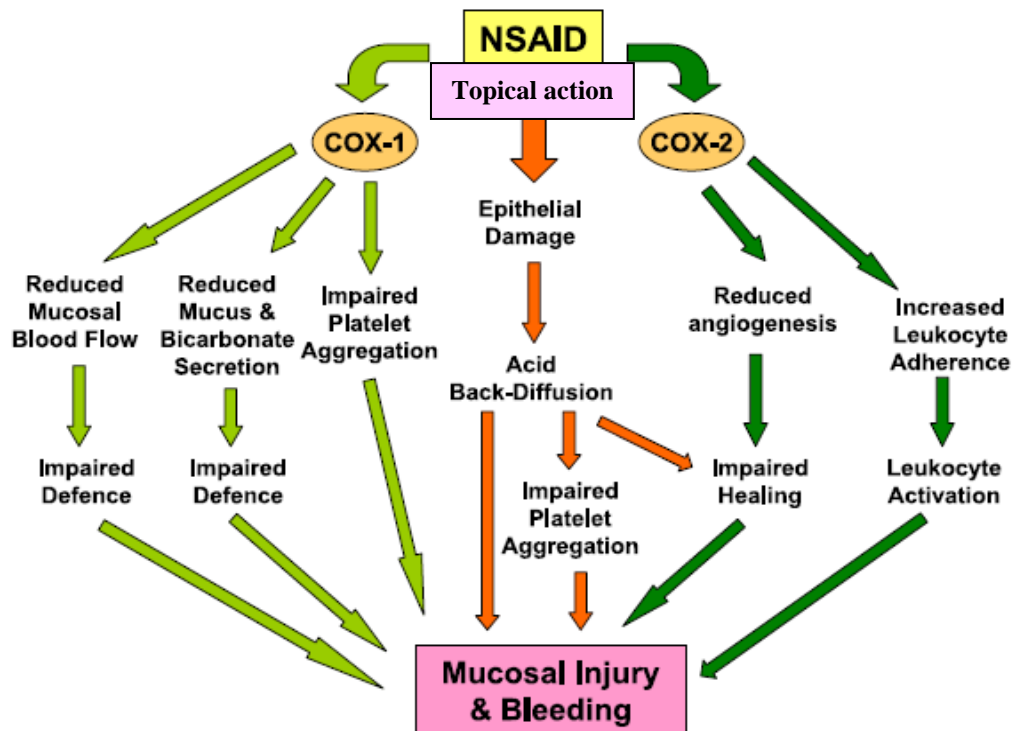 NSAID
Topical action
COX-1
COX-2
Epithelial
Damage
Reduced
Mucosal
Blood Flow
Reduced
Mucus &
Bicarbonate
Secretion
Impaired
Platelet
Aggregation
Reduced
angiogenesis
Increased
Leukocyte
Adherence
Acid
Back-Diffusion
Impaired
Defence
Impaired
Defence
Impaired
Platelet
Aggregation
Impaired
Healing
Leukocyte
Activation
Mucosal Injury
& Bleeding